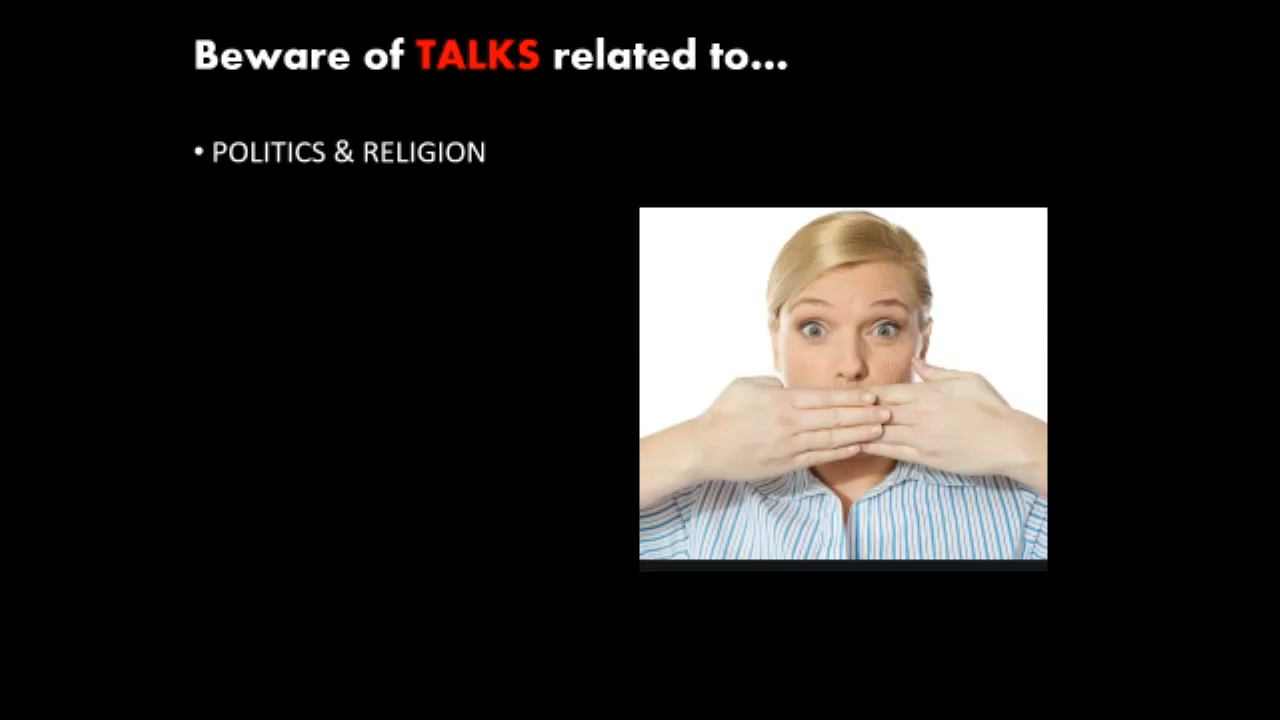 Beware of TALKS related to...
• POLITICS & RELIGION